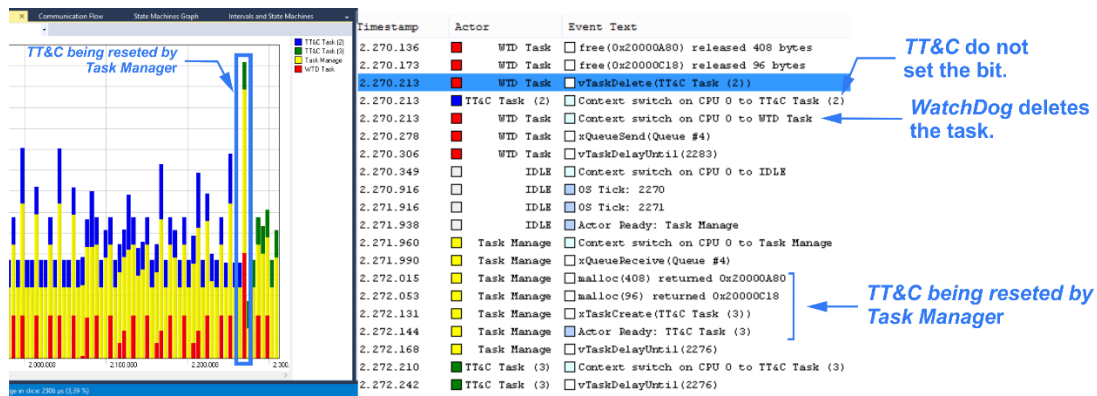 Communication Flow State Machines Graph Intervals and State Machines
TT&C Task (2)
TT&C Task (3)
Task Manage
WTD Task
TT&C being reseted by
Task Manager
2.000.000 2.100.000 2.200.000 2.300.
ge in slice: 2306 µs (3,39 %)
Timestamp Actor Event Text
2.270.136 WTD Task free(0x20000A80) released 408 bytes
2.270.173 WTD Task free(0x20000C18) released 96 bytes
2.270.213 WTD Task vTaskDelete(TT&C Task (2))
2.270.213 TT&C Task (2) Context switch on CPU 0 to TT&C Task (2)
2.270.213 WTD Task Context switch on CPU 0 to WTD Task
2.270.278 WTD Task xQueueSend(Queue #4)
2.270.306 WTD Task vTaskDelayUntil(2283)
2.270.349 IDLE Context switch on CPU 0 to IDLE
2.270.916 IDLE OS Tick: 2270
2.271.916 IDLE OS Tick: 2271
2.271.938 IDLE Actor Ready: Task Manage
2.271.960 Task Manage Context switch on CPU 0 to Task Manage
2.271.990 Task Manage xQueueReceive(Queue #4)
2.272.015 Task Manage malloc(408) returned 0x20000A80
2.272.053 Task Manage malloc(96) returned 0x20000C18
2.272.131 Task Manage xTaskCreate(TT&C Task (3))
2.272.144 Task Manage Actor Ready: TT&C Task (3)
2.272.168 Task Manage vTaskDelayUntil(2276)
2.272.210 TT&C Task (3) Context switch on CPU 0 to TT&C Task (3)
2.272.242 TT&C Task (3) vTaskDelayUntil(2276)
TT&C do not
set the bit.
WatchDog deletes
the task.
TT&C being reseted by
Task Manager